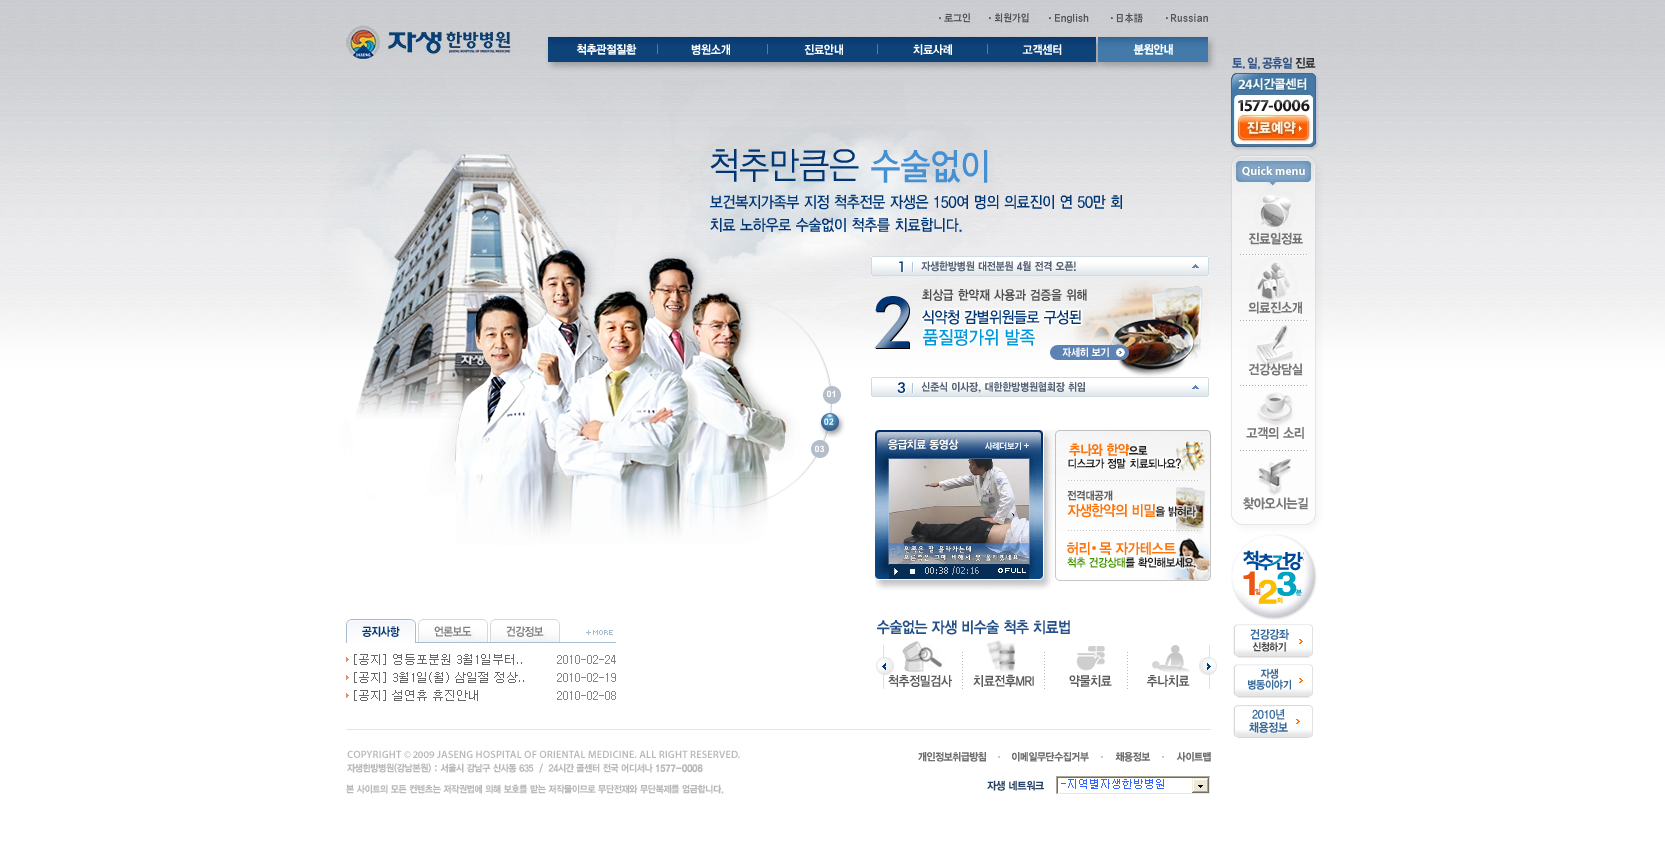 로그인
회원가입
English
日本語
Russian
자생한방병원
JASENG HOSPITAL OF ORIENTAL MEDICINE
척추관절질환
병원소개
진료안내
치료사례
고객센터
분원안내
토, 일, 공휴일 진료
24시간콜센터
1577-0006
진료예약
Quick menu
진료일정표
의료진소개
건강상담실
고객의 소리
찾아오시는길
척추만큼은 수술없이
보건복지가족부 지정 척추전문 자생은 150여 명의 의료진이 연 50만 회
치료 노하우로 수술없이 척추를 치료합니다.
1 자생한방병원 대전분원 4월 전격 오픈!
2
최상급 한약재 사용과 검증을 위해
식약청 감별위원들로 구성된
품질평가위 발족
자세히 보기
3 신준식 이사장, 대한한방병원협회장 취임
자생
01
02
03
응급치료 동영상
사례더보기 +
00:38 /02:16
FULL
추나와 한약으로
디스크가 정말 치료되나요?
전격대공개
자생한약의 비밀을 밝혀라
허리·목 자가테스트
척추 건강상태를 확인해보세요.
척추건강
1일2회3분
건강강좌
신청하기
자생
병동이야기
2010년
채용정보
공지사항
언론보도
건강정보
+MORE
[공지] 영등포분원 3월1일부터.. 2010-02-24
[공지] 3월1일(월) 삼일절 정상.. 2010-02-19
[공지] 설연휴 휴진안내 2010-02-08
수술없는 자생 비수술 척추 치료법
척추정밀검사
치료전후MRI
약물치료
추나치료
COPYRIGHT © 2009 JASENG HOSPITAL OF ORIENTAL MEDICINE. ALL RIGHT RESERVED.
자생한방병원(강남본원) : 서울시 강남구 신사동 635 / 24시간 콜센터 전국 어디서나 1577-0006
본 사이트의 모든 컨텐츠는 저작권법에 의해 보호를 받는 저작물이므로 무단전재와 무단복제를 엄금합니다.
개인정보취급방침 · 이메일무단수집거부 · 채용정보 · 사이트맵
자생 네트워크
-지역별자생한방병원